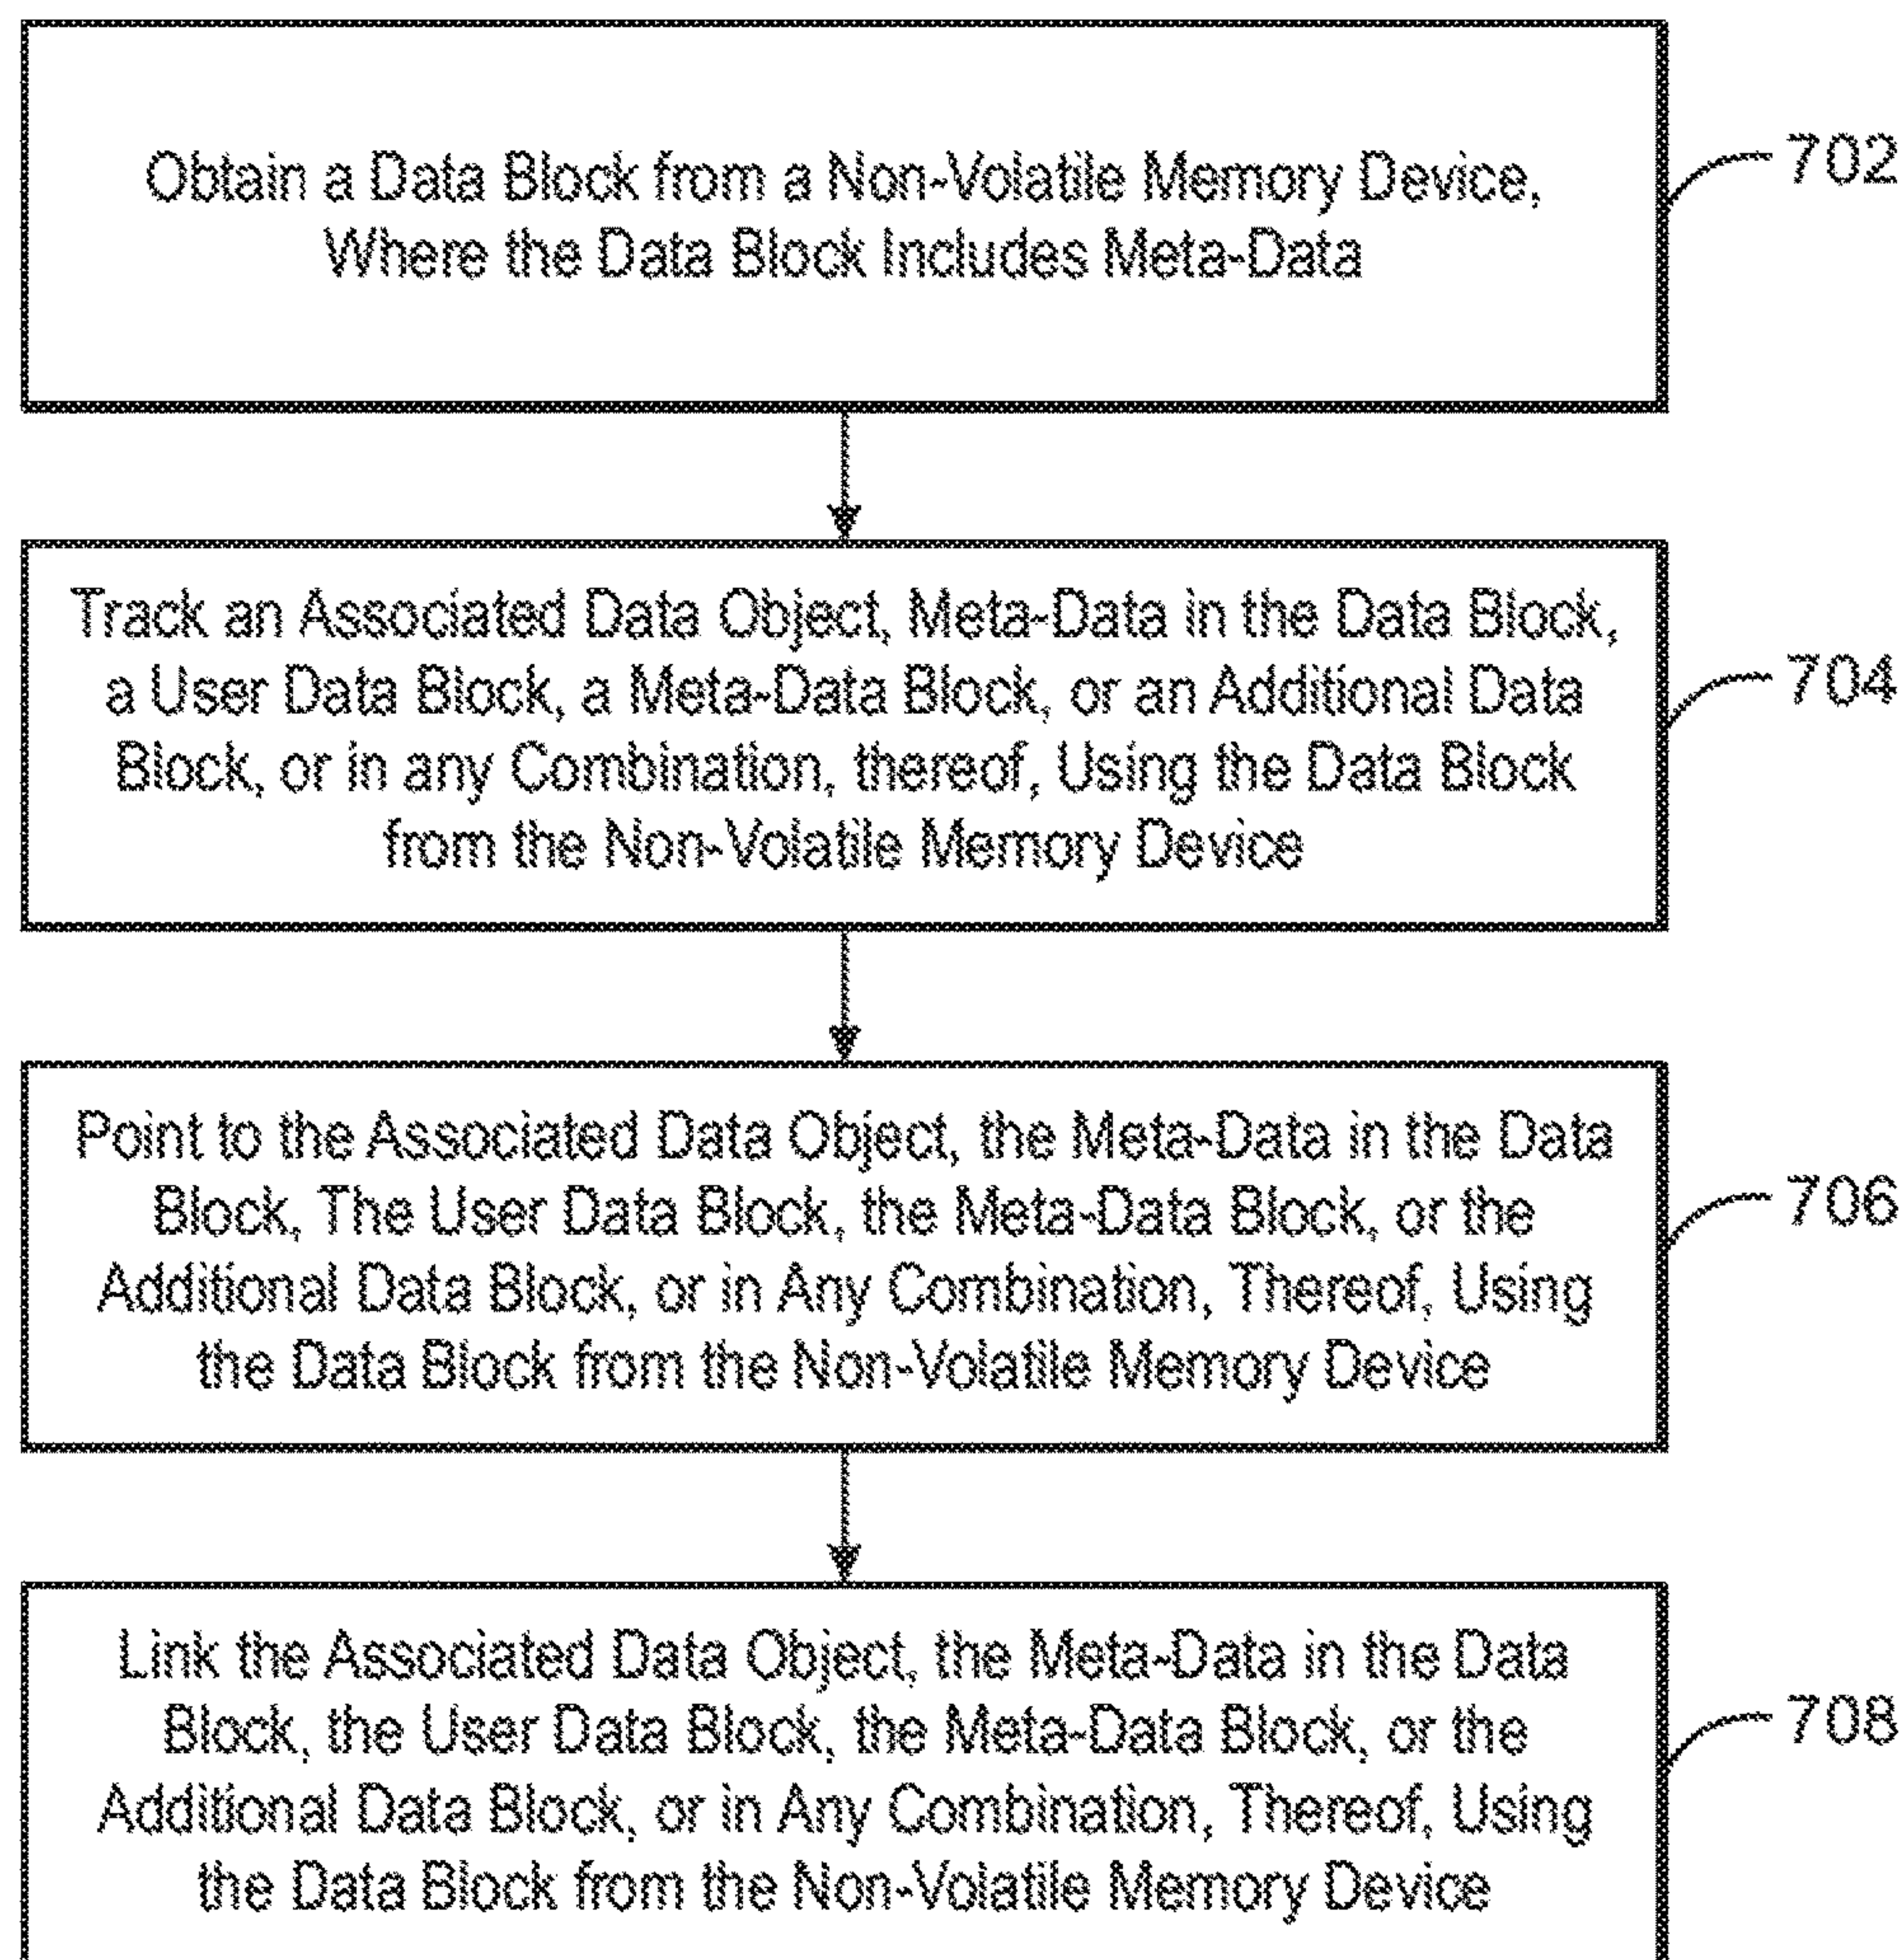 Obtain a Data Block from a Non-Volatile Memory Device,
Where the Data Block Includes Meta-Data
702
Track an Associated Data Object, Meta-Data in the Data Block,
a User Data Block, a Meta-Data Block, or an Additional Data
Block, or in any Combination, thereof, Using the Data Block
from the Non-Volatile Memory Device
704
Point to the Associated Data Object, the Meta-Data in the Data
Block, The User Data Block, the Meta-Data Block, or the
Additional Data Block, or in Any Combination, Thereof, Using
the Data Block from the Non-Volatile Memory Device
706
Link the Associated Data Object, the Meta-Data in the Data
Block, the User Data Block, the Meta-Data Block, or the
Additional Data Block, or in Any Combination, Thereof, Using
the Data Block from the Non-Volatile Memory Device
708